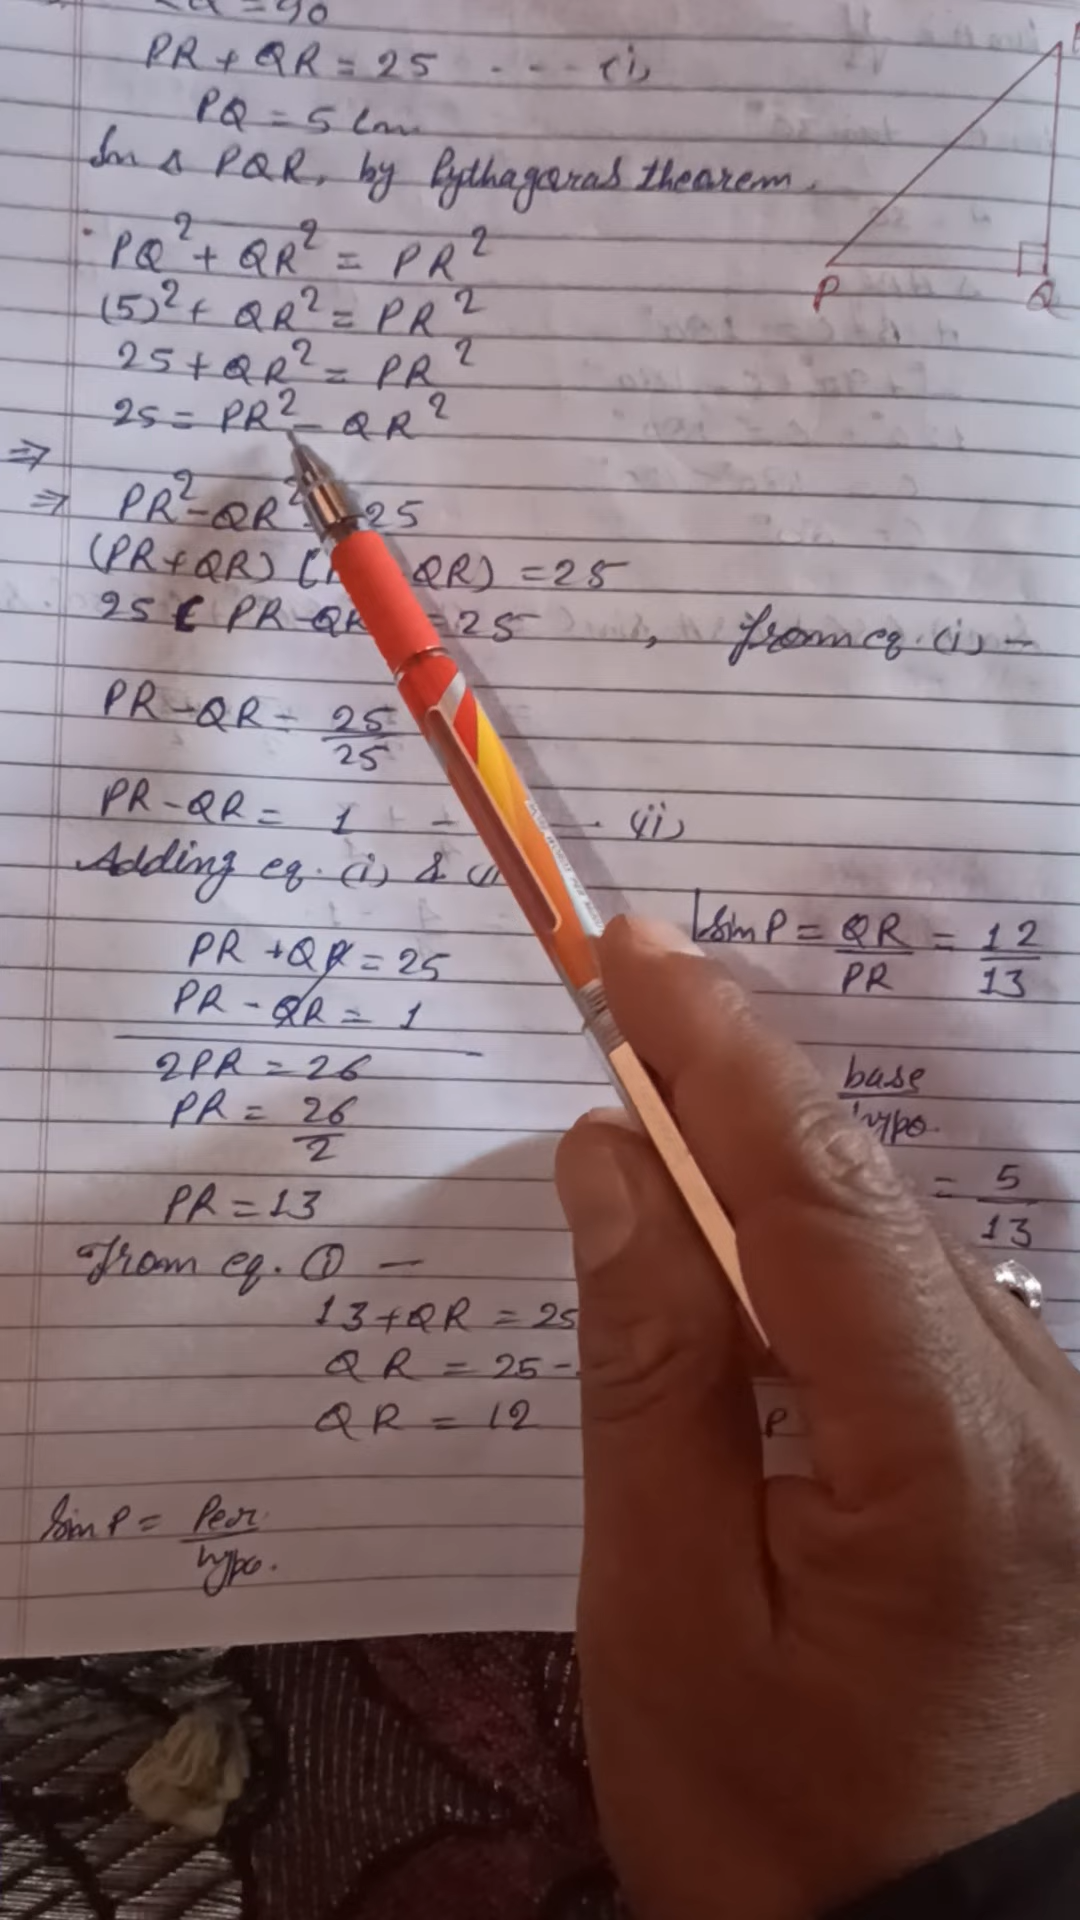 = 90
PR + QR = 25 - - - (i)
PQ = 5 cm
In Δ PQR, by Pythagoras thearem.
PQ² + QR² = PR²
(5)² + QR² = PR²
25 + QR² = PR²
25 = PR² - QR²
⇒
⇒ PR² - QR² 25
(PR + QR) ( QR) = 25
25 ( PR - QR = 25 , from eq. (i) -
PR - QR = 25/25
PR - QR = 1 - - . (ii)
Adding eq. (i) &
PR + QR = 25
PR - QR = 1
2PR = 26
PR = 26/2
PR = 13
From eq. ① -
13 + QR = 25
QR = 25 -
QR = 12
Sin P = Per./hypo.
P
Q
Sin P = QR/PR = 12/13
base/hypo.
= 5/13
P